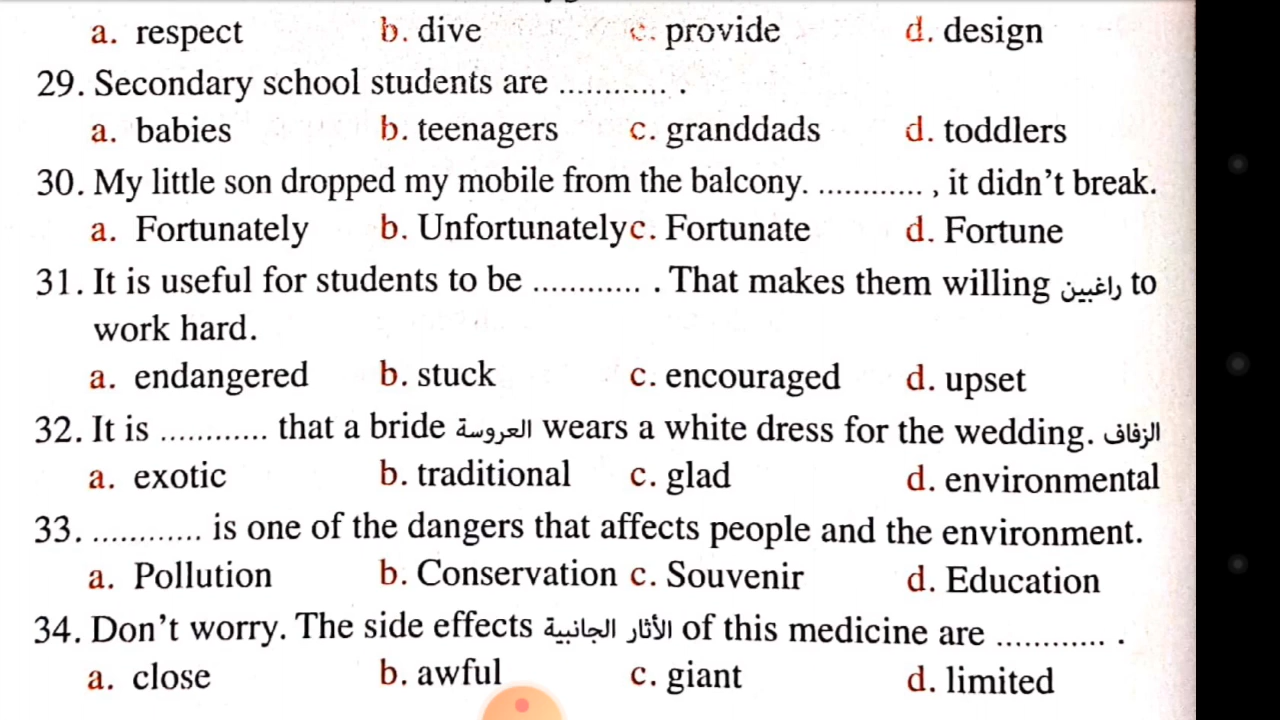 a. respect b. dive c. provide d. design
29. Secondary school students are ............ .
a. babies b. teenagers c. granddads d. toddlers
30. My little son dropped my mobile from the balcony. ............ , it didn't break.
a. Fortunately b. Unfortunately c. Fortunate d. Fortune
31. It is useful for students to be ............ . That makes them willing راغبين to
work hard.
a. endangered b. stuck c. encouraged d. upset
32. It is ............ that a bride العروسة wears a white dress for the wedding. الزفاف
a. exotic b. traditional c. glad d. environmental
33. ............ is one of the dangers that affects people and the environment.
a. Pollution b. Conservation c. Souvenir d. Education
34. Don't worry. The side effects الأثار الجانبية of this medicine are ............ .
a. close b. awful c. giant d. limited